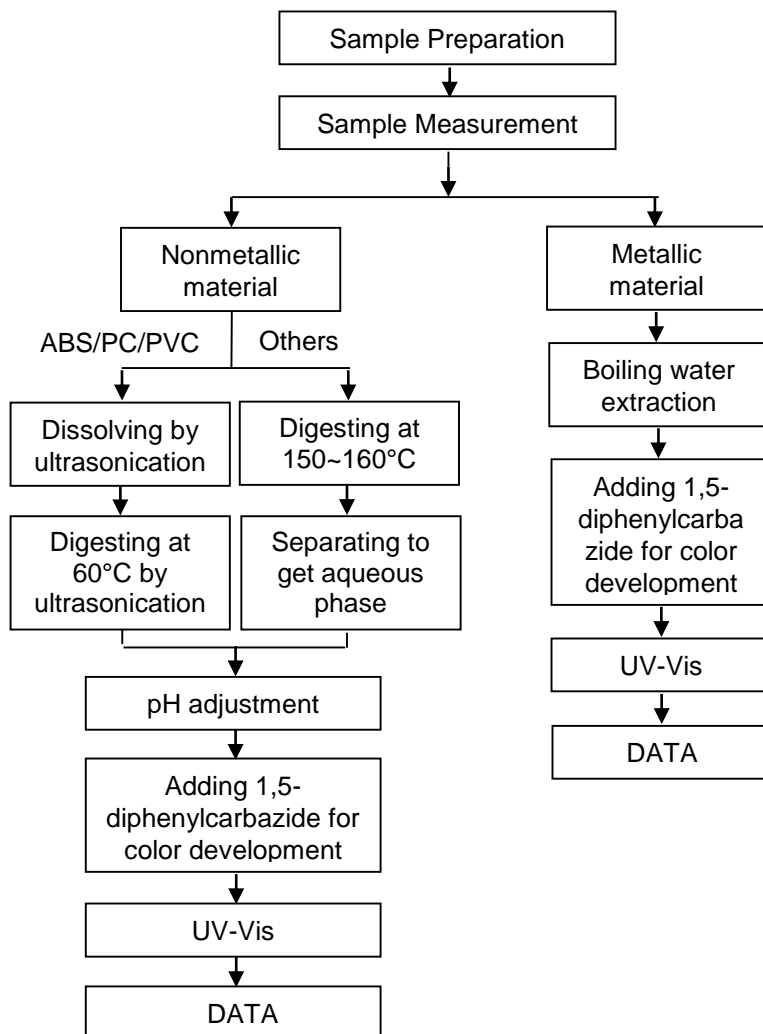 Sample Preparation
Sample Measurement
Nonmetallic
material
Metallic
material
ABS/PC/PVC
Others
Boiling water
extraction
Dissolving by
ultrasonication
Digesting at
150~160°C
Adding 1,5-
diphenylcarba
zide for color
development
Digesting at
60°C by
ultrasonication
Separating to
get aqueous
phase
UV-Vis
pH adjustment
DATA
Adding 1,5-
diphenylcarbazide for
color development
UV-Vis
DATA